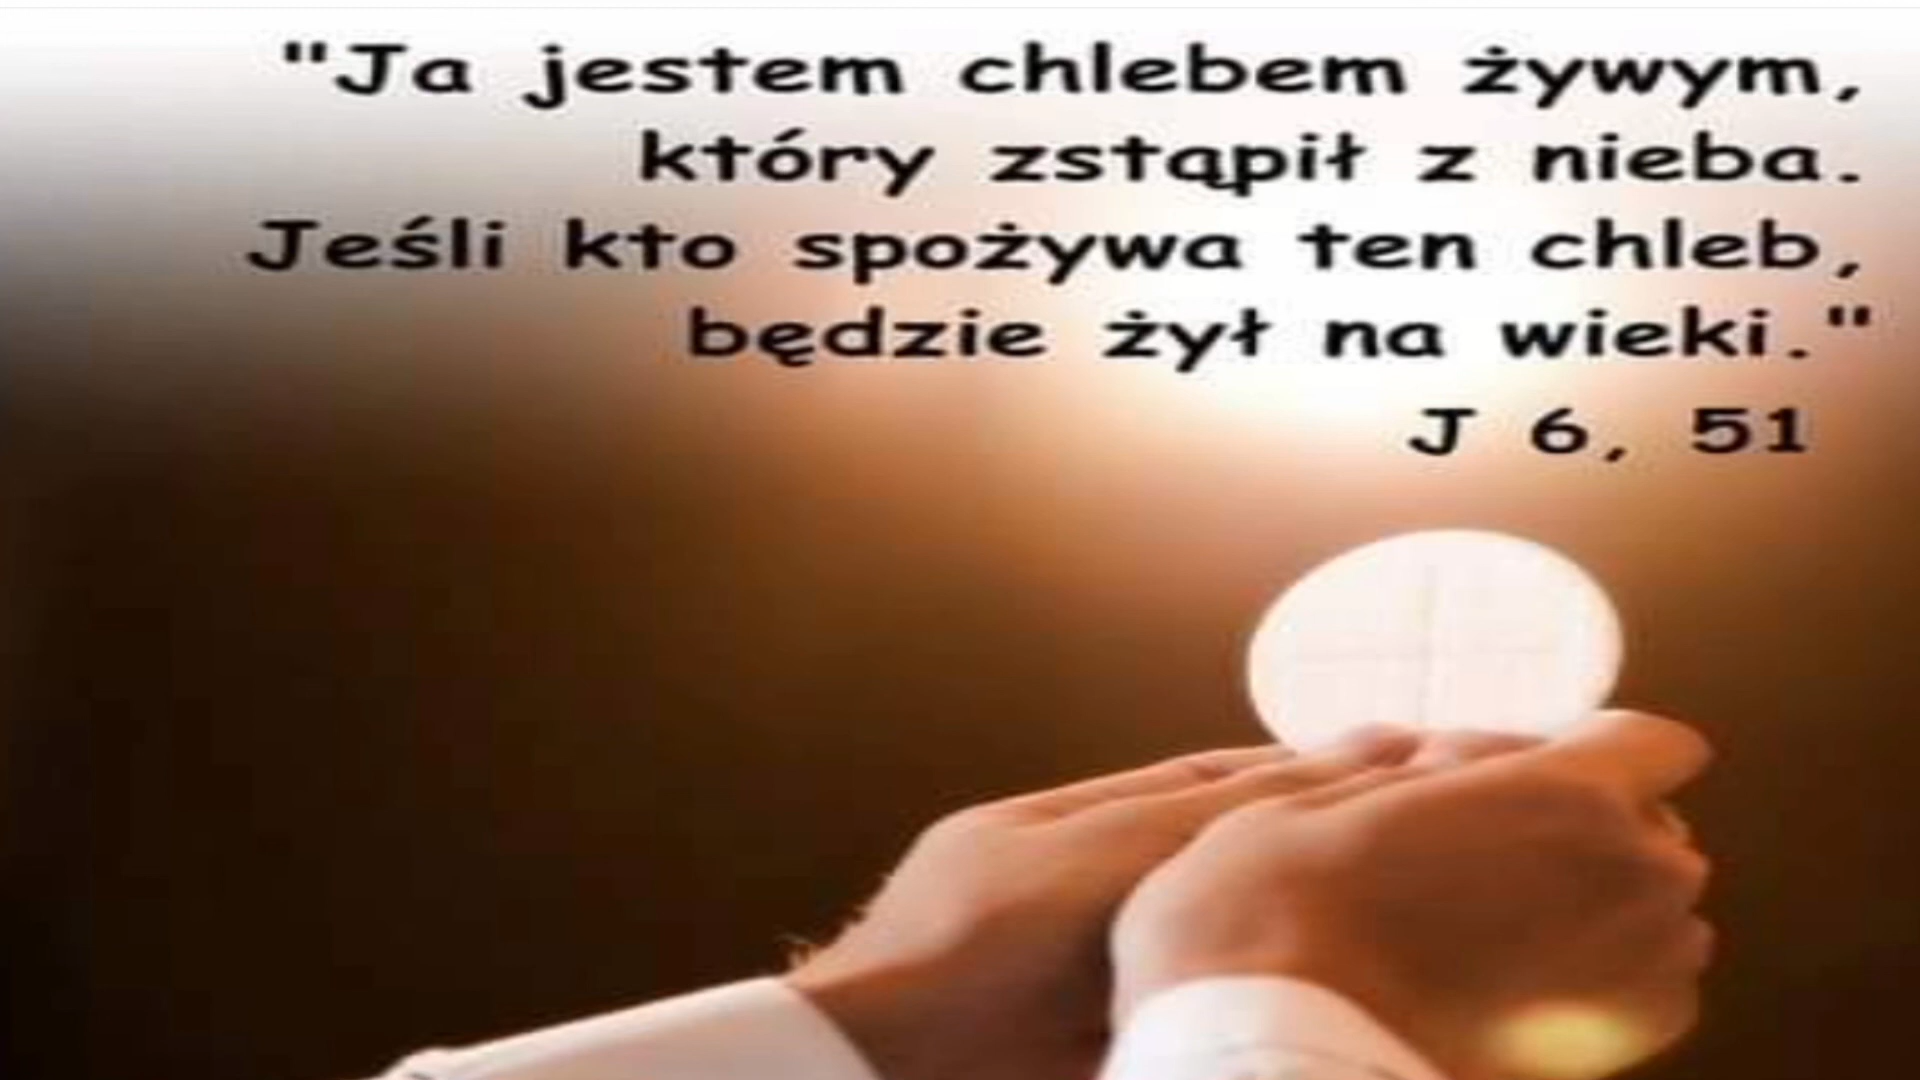 "Ja jestem chlebem żywym,
który zstąpił z nieba.
Jeśli kto spożywa ten chleb,
będzie żył na wieki."
J 6, 51